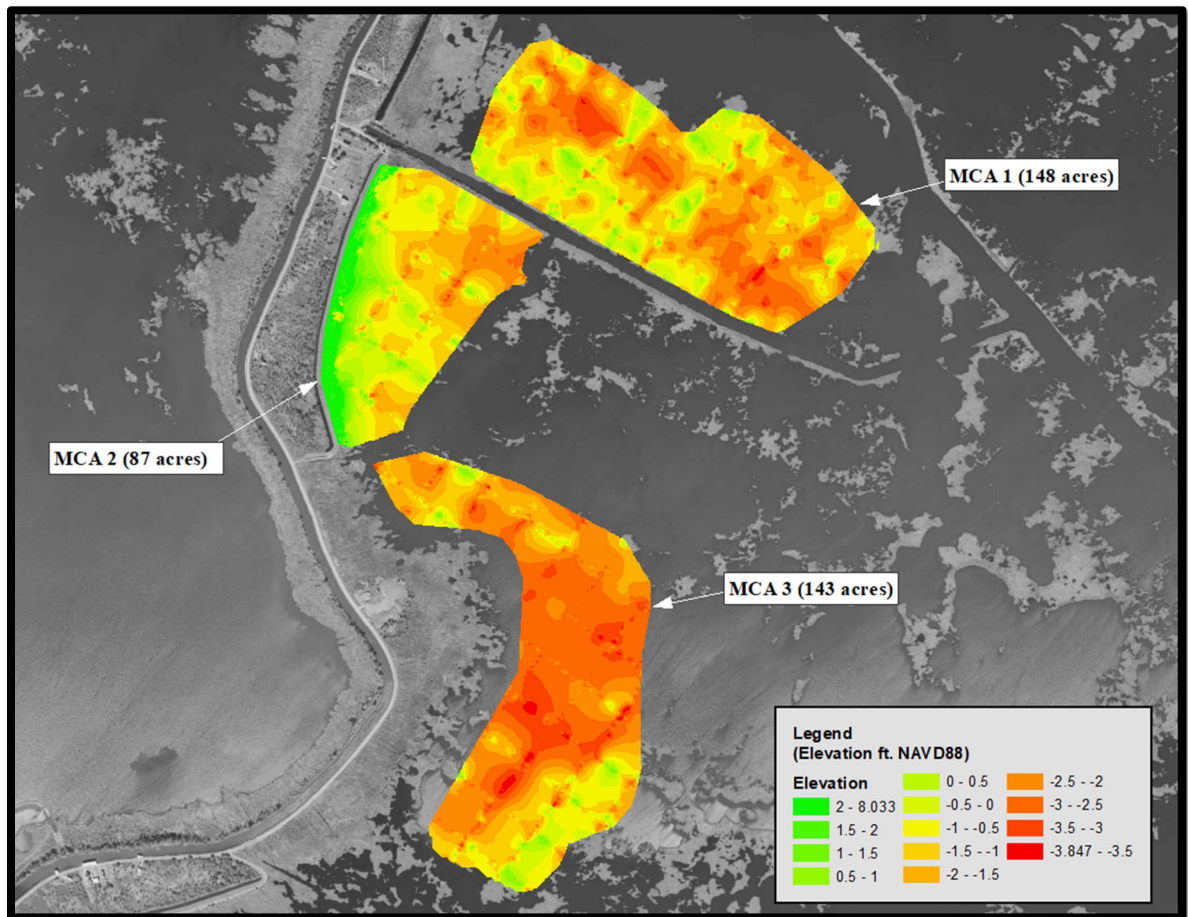 MCA 1 (148 acres)
MCA 2 (87 acres)
MCA 3 (143 acres)
Legend
(Elevation ft. NAVD88)
Elevation
2 - 8.033
1.5 - 2
1 - 1.5
0.5 - 1
0 - 0.5
-0.5 - 0
-1 - -0.5
-1.5 - -1
-2 - -1.5
-2.5 - -2
-3 - -2.5
-3.5 - -3
-3.847 - -3.5